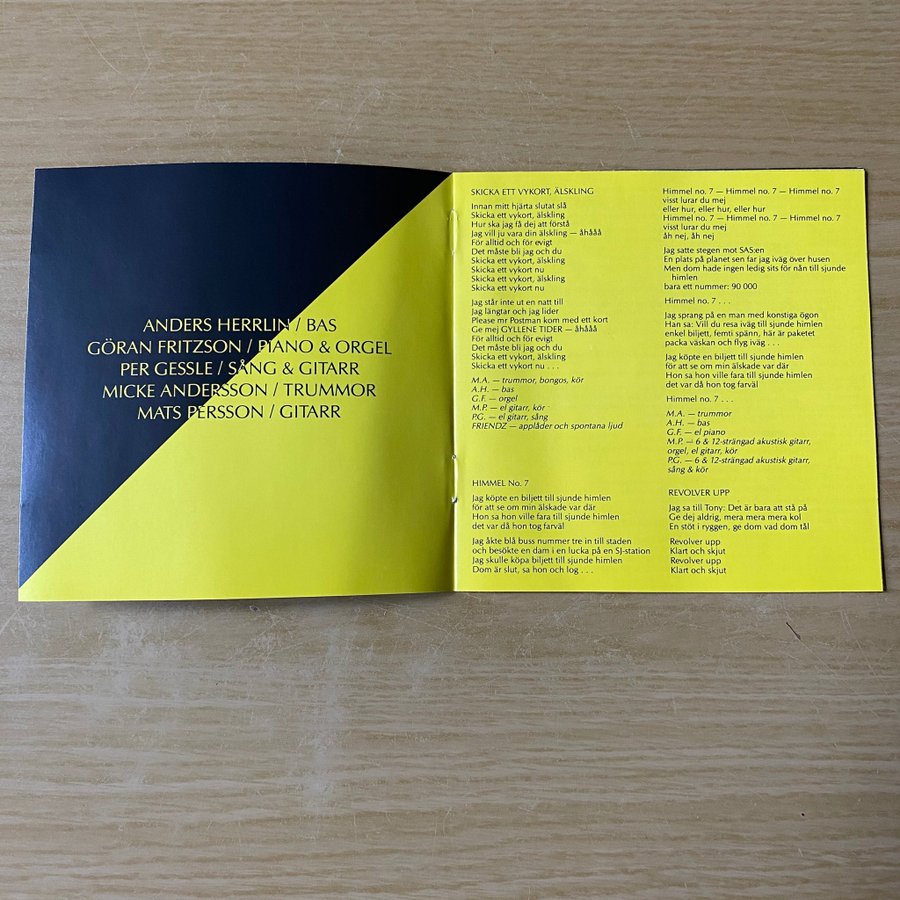 ANDERS HERRLIN / BAS
GÖRAN FRITZSON / PIANO & ORGEL
PER GESSLE / SÅNG & GITARR
MICKE ANDERSSON / TRUMMOR
MATS PERSSON / GITARR
SKICKA ETT VYKORT, ÄLSKLING
Innan mitt hjärta slutat slå
Skicka ett vykort, älskling
Hur ska jag få dej att förstå
Jag vill ju vara din älskling — åhååå
För alltid och för evigt
Det måste bli jag och du
Skicka ett vykort, älskling
Skicka ett vykort nu
Skicka ett vykort, älskling
Skicka ett vykort nu
Jag står inte ut en natt till
Jag längtar och jag lider
Please mr Postman kom med ett kort
Ge mej GYLLENE TIDER — åhååå
För alltid och för evigt
Det måste bli jag och du
Skicka ett vykort, älskling
Skicka ett vykort nu . . .
M.A. — trummor, bongos, kör
A.H. — bas
G.F. — orgel
M.P. — el gitarr, kör
P.G. — el gitarr, sång
FRIENDZ — applåder och spontana ljud
HIMMEL No. 7
Jag köpte en biljett till sjunde himlen
för att se om min älskade var där
Hon sa hon ville fara till sjunde himlen
det var då hon tog farväl
Jag åkte blå buss nummer tre in till staden
och besökte en dam i en lucka på en SJ-station
Jag skulle köpa biljett till sjunde himlen
Dom är slut, sa hon och log . . .
Himmel no. 7 — Himmel no. 7 — Himmel no. 7
visst lurar du mej
eller hur, eller hur, eller hur
Himmel no. 7 — Himmel no. 7 — Himmel no. 7
visst lurar du mej
åh nej, åh nej
Jag satte stegen mot SAS:en
En plats på planet sen far jag iväg över husen
Men dom hade ingen ledig sits för nån till sjunde
himlen
bara ett nummer: 90 000
Himmel no. 7 . . .
Jag sprang på en man med konstiga ögon
Han sa: Vill du resa iväg till sjunde himlen
enkel biljett, femti spänn, här är paketet
packa väskan och flyg iväg . . .
Jag köpte en biljett till sjunde himlen
för att se om min älskade var där
Hon sa hon ville fara till sjunde himlen
det var då hon tog farväl
Himmel no. 7 . . .
M.A. — trummor
A.H. — bas
G.F. — el piano
M.P. — 6 & 12-strängad akustisk gitarr,
orgel, el gitarr, kör
P.G. — 6 & 12-strängad akustisk gitarr,
sång & kör
REVOLVER UPP
Jag sa till Tony: Det är bara att stå på
Ge dej aldrig, mera mera mera kol
En stöt i ryggen, ge dom vad dom tål
Revolver upp
Klart och skjut
Revolver upp
Klart och skjut